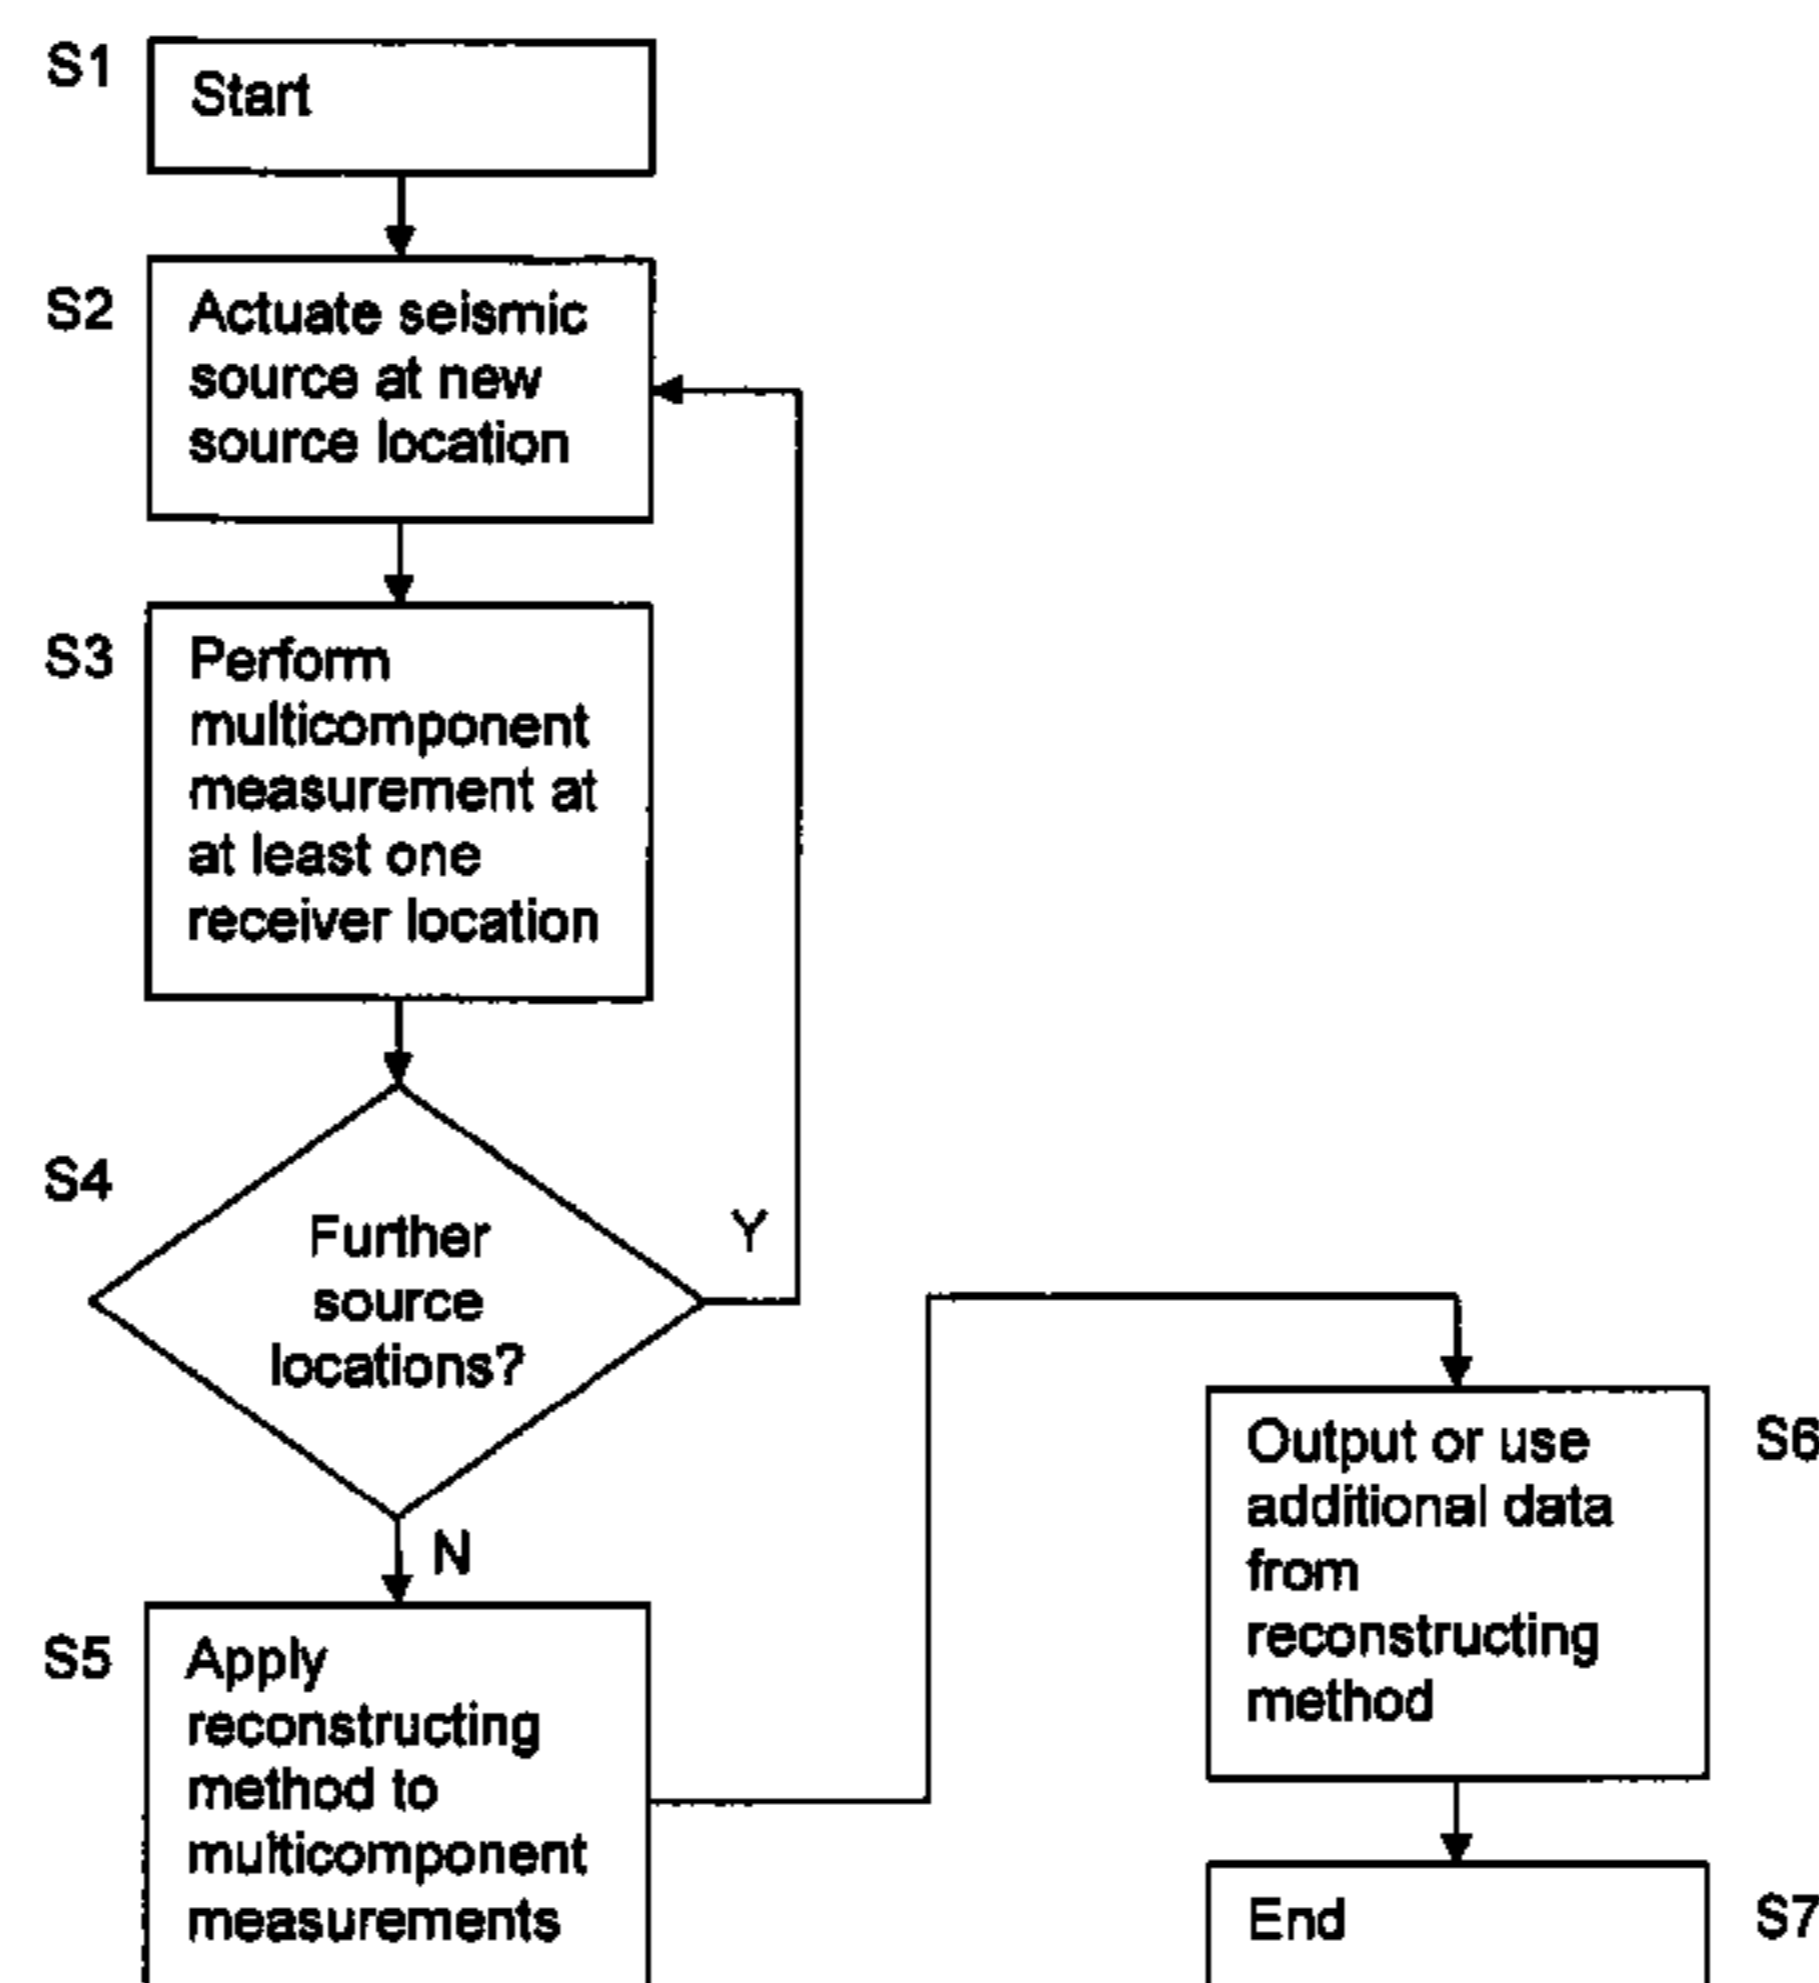 S1
Start
S2
Actuate seismic
source at new
source location
S3
Perform
multicomponent
measurement at
at least one
receiver location
S4
Further
source
locations?
Y
N
S5
Apply
reconstructing
method to
multicomponent
measurements
Output or use
additional data
from
reconstructing
method
S6
End
S7